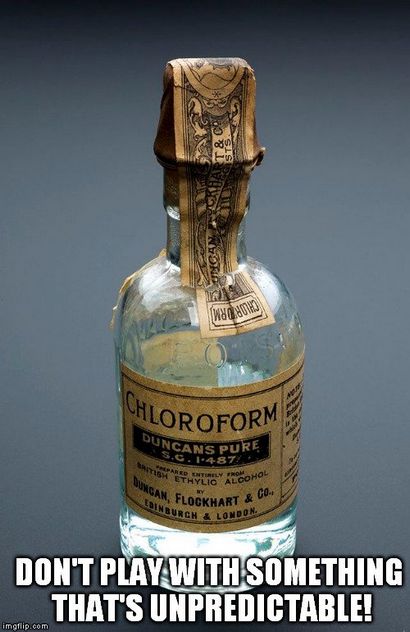 CHLOROFORM
CHLOROFORM
DUNCANS PURE
S.G. 1·487
PREPARED ENTIRELY FROM
BRITISH ETHYLIC ALCOHOL
BY
DUNCAN, FLOCKHART & Co.,
EDINBURGH & LONDON.
DON'T PLAY WITH SOMETHING
THAT'S UNPREDICTABLE!
imgflip.com